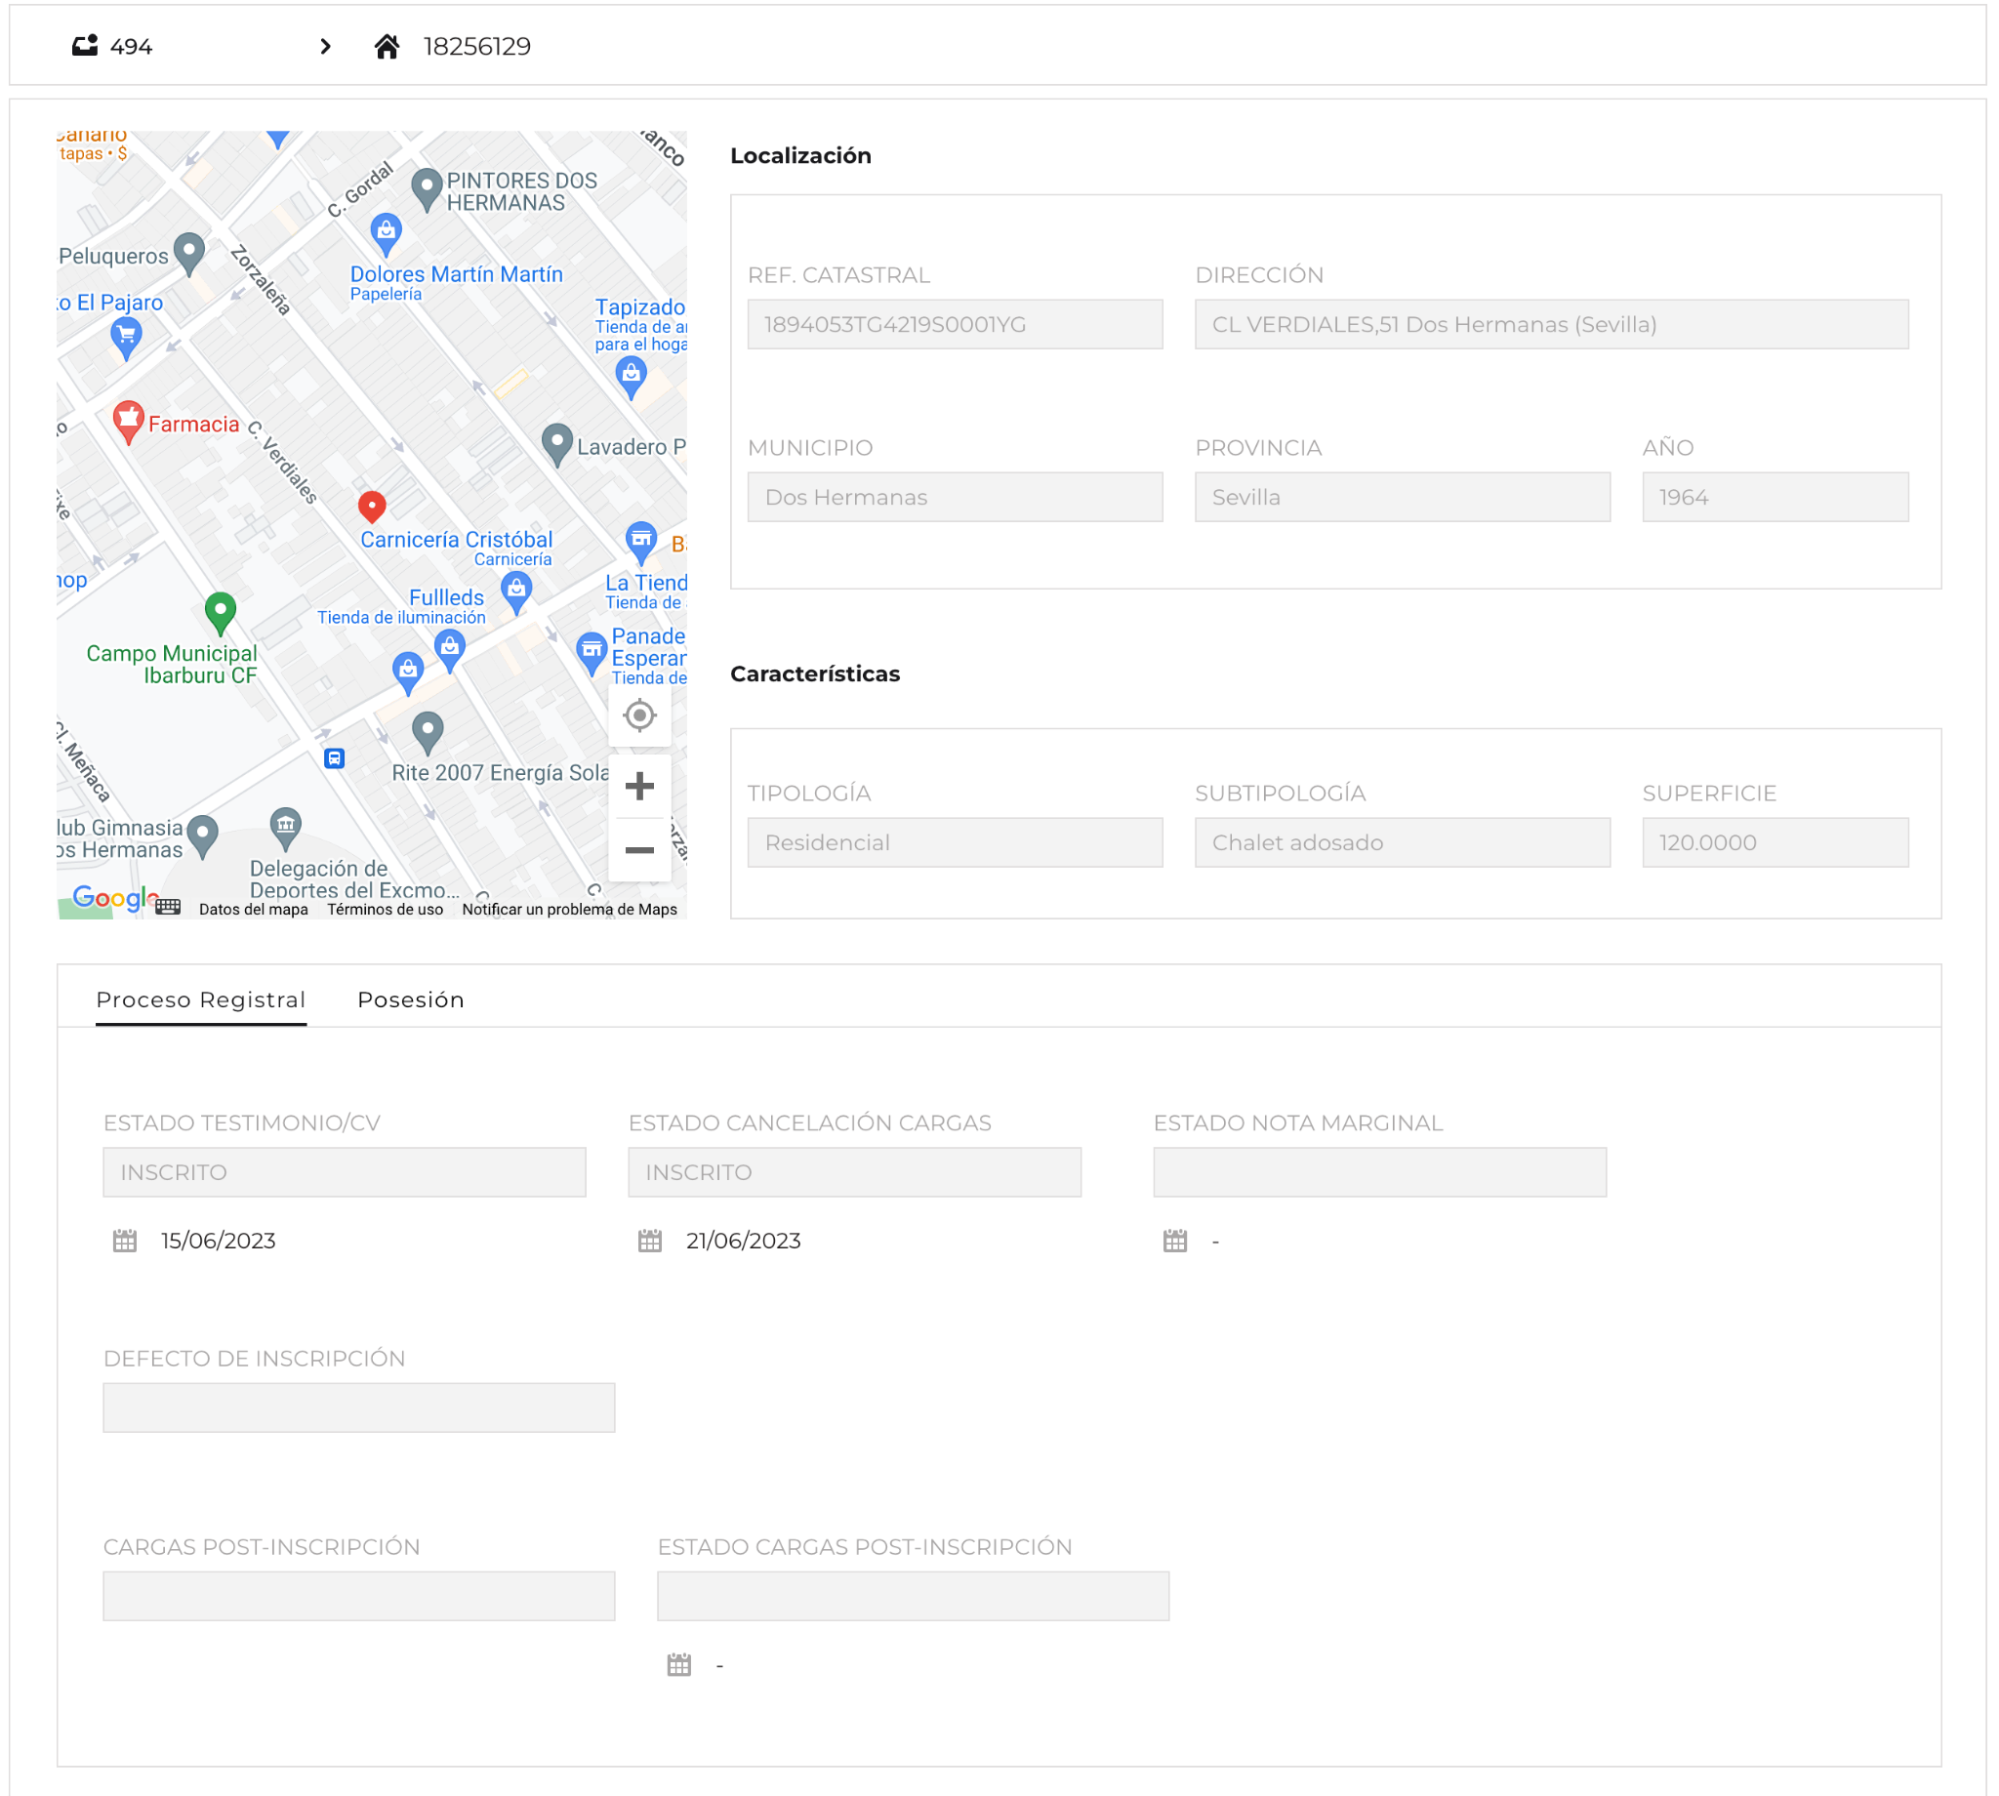 494
18256129
tapas • $
C. Gordal
PINTORES DOS
HERMANAS
Peluqueros
Zorzaleña
Dolores Martín Martín
Papelería
El Pajaro
Tapizado
Tienda de
para el
Farmacia
C. Verdiales
Lavadero P
Carnicería Cristóbal
Carnicería
La Tiend
Tienda de
Fullleds
Tienda de iluminación
Panade
Esperan
Tienda de
Campo Municipal
Ibarburu CF
Cl. Meñaca
Rite 2007 Energía Sola
lub Gimnasia
os Hermanas
Delegación de
Deportes del Excmo...
Google
Datos del mapa Términos de uso Notificar un problema de Maps
Localización
REF. CATASTRAL DIRECCIÓN
1894053TG4219S0001YG CL VERDIALES,51 Dos Hermanas (Sevilla)
MUNICIPIO PROVINCIA AÑO
Dos Hermanas Sevilla 1964
Características
TIPOLOGÍA SUBTIPOLOGÍA SUPERFICIE
Residencial Chalet adosado 120.0000
Proceso Registral Posesión
ESTADO TESTIMONIO/CV ESTADO CANCELACIÓN CARGAS ESTADO NOTA MARGINAL
INSCRITO INSCRITO
15/06/2023 21/06/2023 -
DEFECTO DE INSCRIPCIÓN
CARGAS POST-INSCRIPCIÓN ESTADO CARGAS POST-INSCRIPCIÓN
-